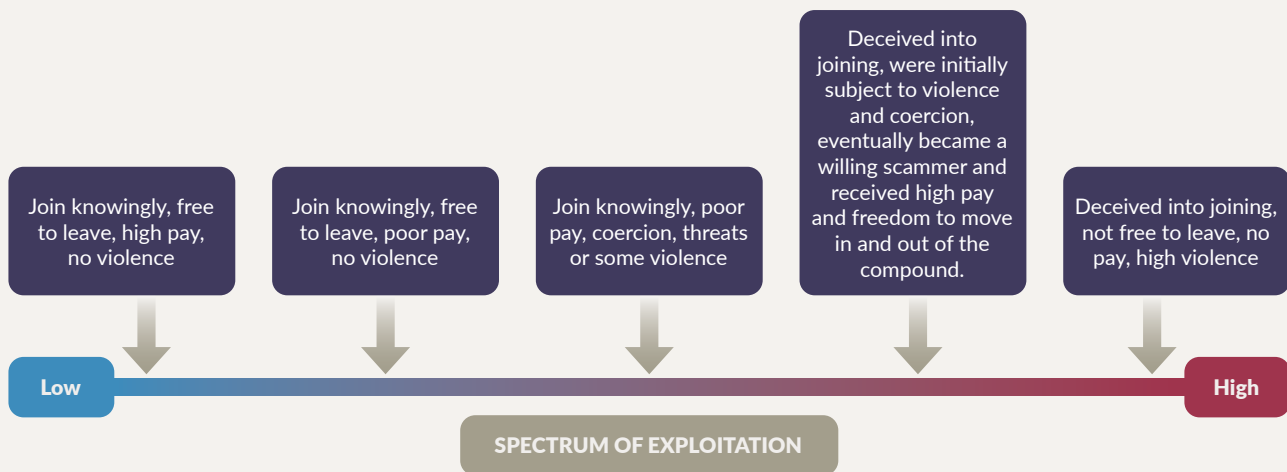 Join knowingly, free
to leave, high pay,
no violence
Join knowingly, free
to leave, poor pay,
no violence
Join knowingly, poor
pay, coercion, threats
or some violence
Deceived into
joining, were initially
subject to violence
and coercion,
eventually became a
willing scammer and
received high pay
and freedom to move
in and out of the
compound.
Deceived into joining,
not free to leave, no
pay, high violence
Low
High
SPECTRUM OF EXPLOITATION